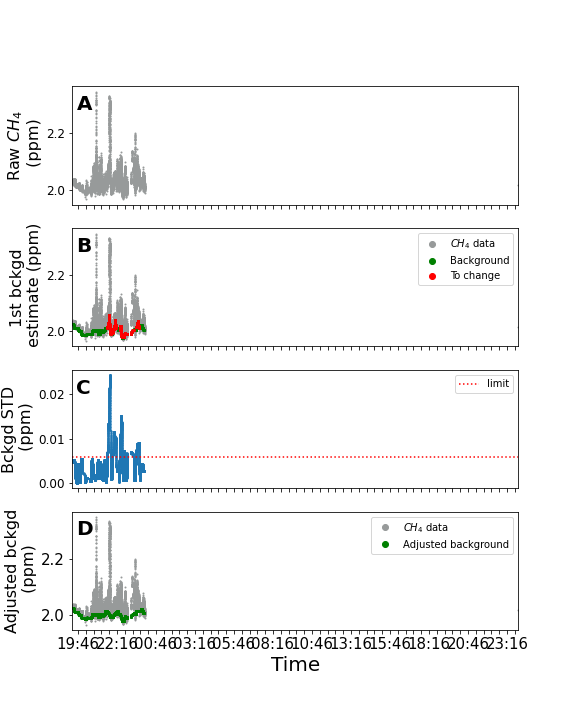 A
Raw CH4
(ppm)
2.2
2.0
B
1st bckgd
estimate (ppm)
2.2
2.0
CH4 data
Background
To change
C
Bckgd STD
(ppm)
0.02
0.01
0.00
limit
D
Adjusted bckgd
(ppm)
2.2
2.0
CH4 data
Adjusted background
19:46 22:16 00:46 03:16 05:46 08:16 10:46 13:16 15:46 18:16 20:46 23:16
Time